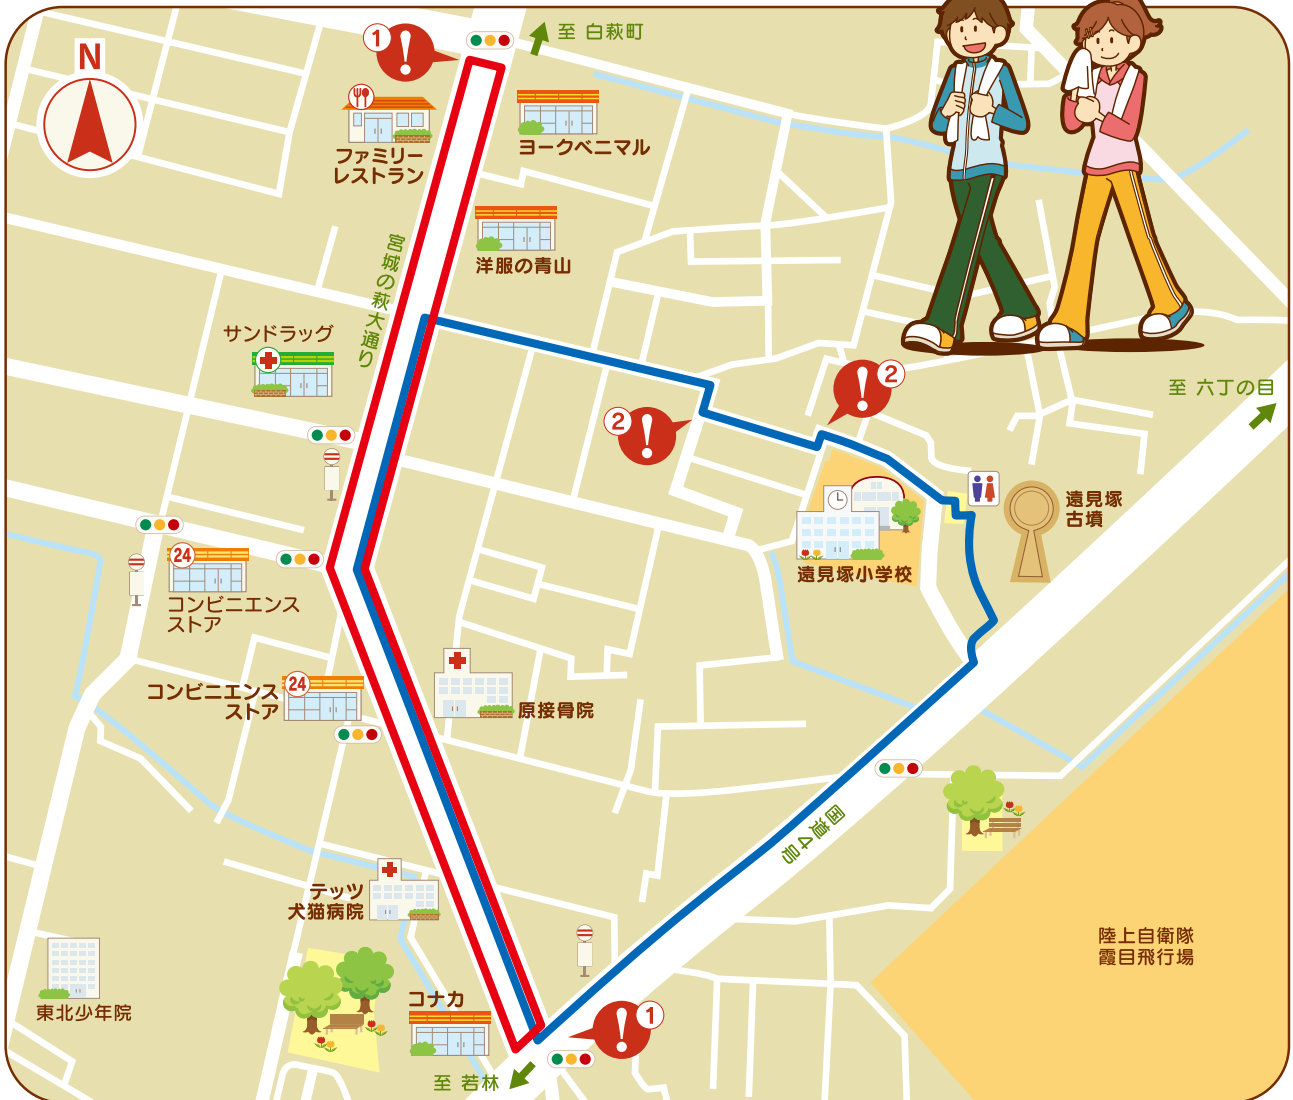 1
至 白萩町
N
ファミリー
レストラン
ヨークベニマル
宮城の萩大通り
洋服の青山
サンドラッグ
2
2
至 六丁の目
遠見塚
古墳
遠見塚小学校
24
コンビニエンス
ストア
24
コンビニエンス
ストア
原接骨院
国道4号
テッツ
犬猫病院
陸上自衛隊
霞目飛行場
コナカ
東北少年院
1
至 若林